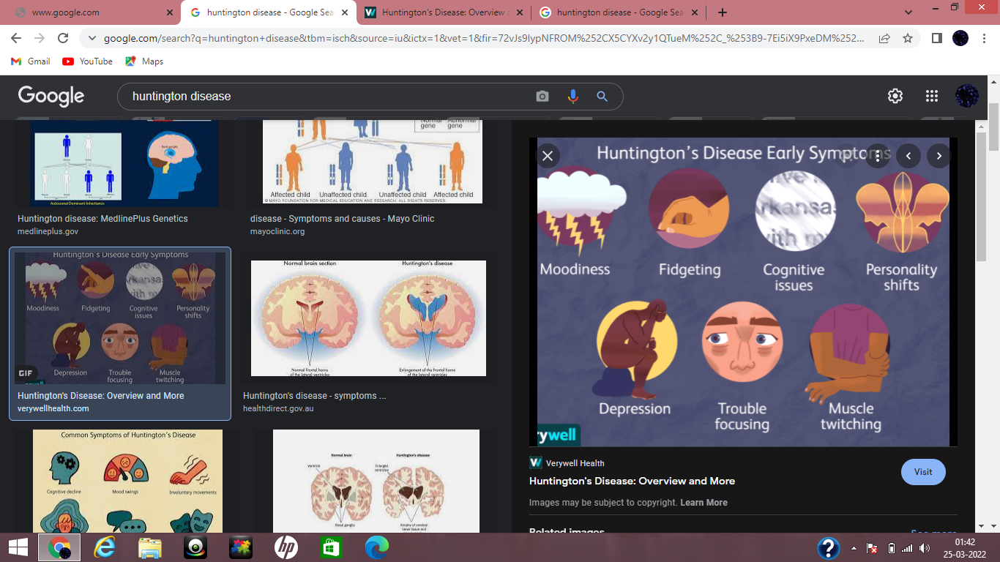 www.google.com
huntington disease - Google Sea
Huntington's Disease: Overview a
huntington disease - Google Sea
google.com/search?q=huntington+disease&tbm=isch&source=iu&ictx=1&vet=1&fir=72vJs9IypNFROM%252CX5CYXv2y1QTueM%252C_%253B9-7Ei5iX9PxeDM%252...
Gmail
YouTube
Maps
Google
huntington disease
Basal ganglia
Autosomal Dominant Inheritance
Huntington disease: MedlinePlus Genetics
medlineplus.gov
Normal gene
Abnormal gene
Affected child
Unaffected child
Unaffected child
Affected child
© MAYO FOUNDATION FOR MEDICAL EDUCATION AND RESEARCH. ALL RIGHTS RESERVED.
disease - Symptoms and causes - Mayo Clinic
mayoclinic.org
Huntington's Disease Early Symptoms
Moodiness
Fidgeting
Cognitive
issues
Personality
shifts
Depression
Trouble
focusing
Muscle
twitching
GIF
Huntington's Disease: Overview and More
verywellhealth.com
Normal brain section
Huntington's disease
Normal frontal horns
of the lateral ventricles
Enlargement of the frontal horns
of the lateral ventricles
Huntington's disease - symptoms ...
healthdirect.gov.au
Common Symptoms of Huntington's Disease
Cognitive decline
Mood swings
Involuntary movements
Normal brain
Huntington's disease
Ventricle
Enlarged
ventricles
Basal ganglia
Atrophy of cerebral
nerve tissue and
Huntington's Disease Early Symptoms
Moodiness
Fidgeting
rkansa
with m
Cognitive
issues
Personality
shifts
Depression
Trouble
focusing
Muscle
twitching
rywell
Verywell Health
Huntington's Disease: Overview and More
Images may be subject to copyright. Learn More
Visit
Related images
See more
hp
01:42
25-03-2022